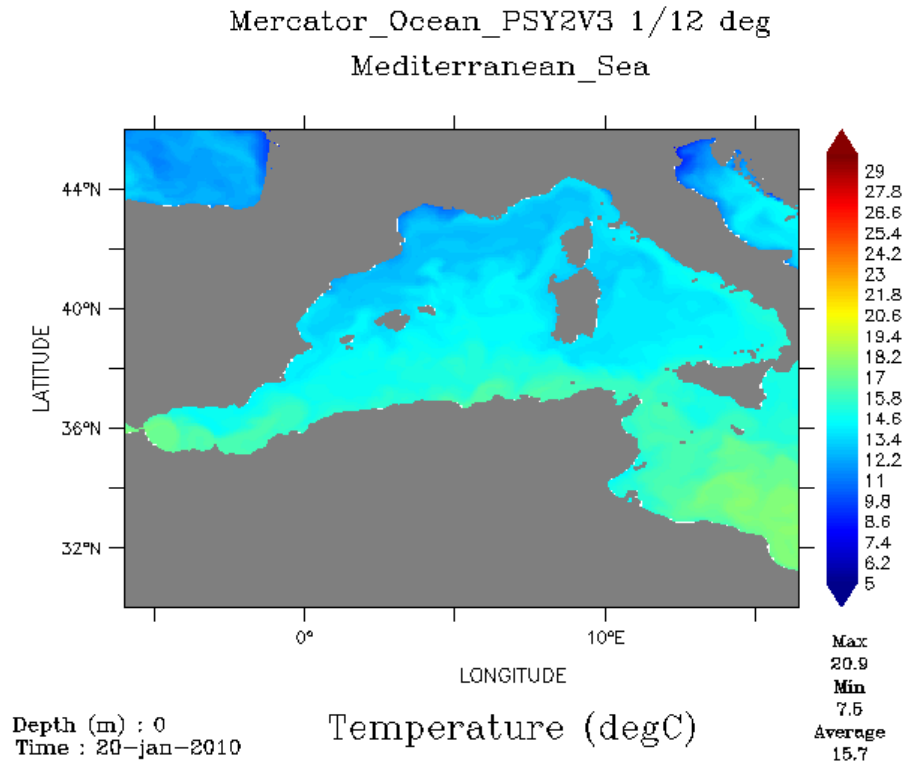 Mercator_Ocean_PSY2V3 1/12 deg
Mediterranean_Sea
44°N
40°N
36°N
32°N
LATITUDE
0°
10°E
LONGITUDE
29
27.8
26.6
25.4
24.2
23
21.8
20.6
19.4
18.2
17
15.8
14.6
13.4
12.2
11
9.8
8.6
7.4
6.2
5
Max
20.9
Min
7.5
Average
15.7
Depth (m) : 0
Time : 20-jan-2010
Temperature (degC)